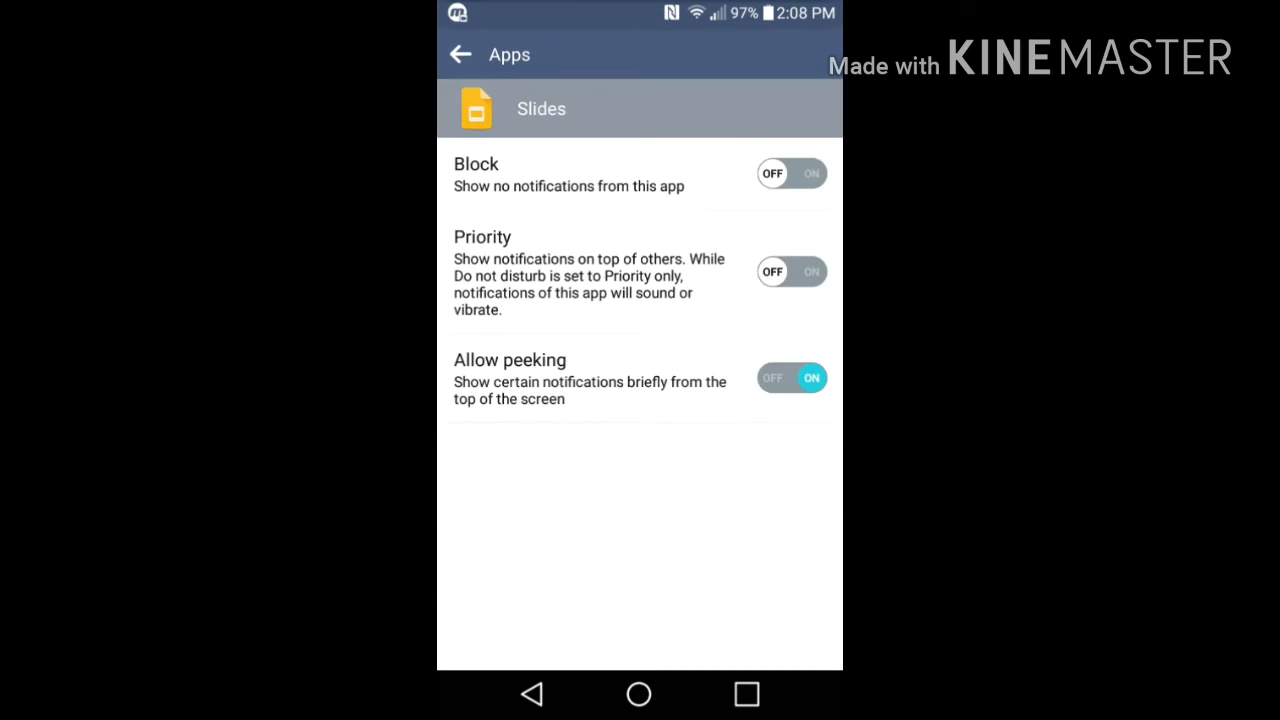 97% 2:08 PM
Apps
Made with KINEMASTER
Slides
Block
Show no notifications from this app
OFF ON
Priority
Show notifications on top of others. While
Do not disturb is set to Priority only,
notifications of this app will sound or
vibrate.
OFF ON
Allow peeking
Show certain notifications briefly from the
top of the screen
OFF ON